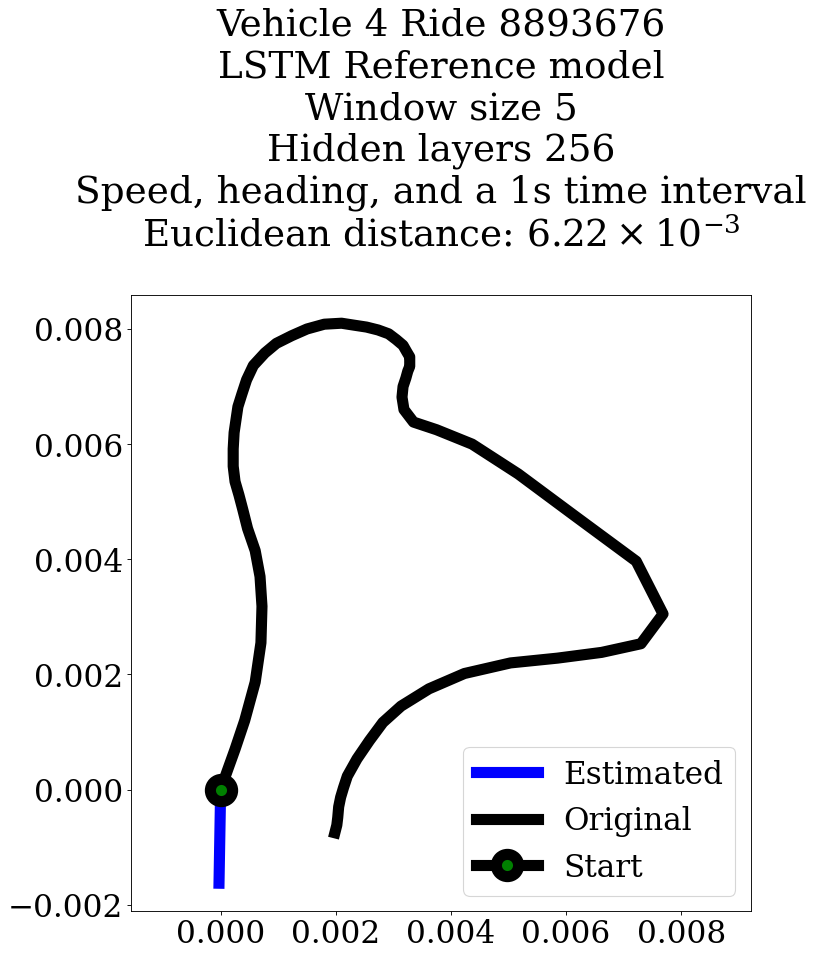 Vehicle 4 Ride 8893676
LSTM Reference model
Window size 5
Hidden layers 256
Speed, heading, and a 1s time interval
Euclidean distance: 6.22 × 10⁻³
0.008
0.006
0.004
0.002
0.000
−0.002
Estimated
Original
Start
0.000 0.002 0.004 0.006 0.008